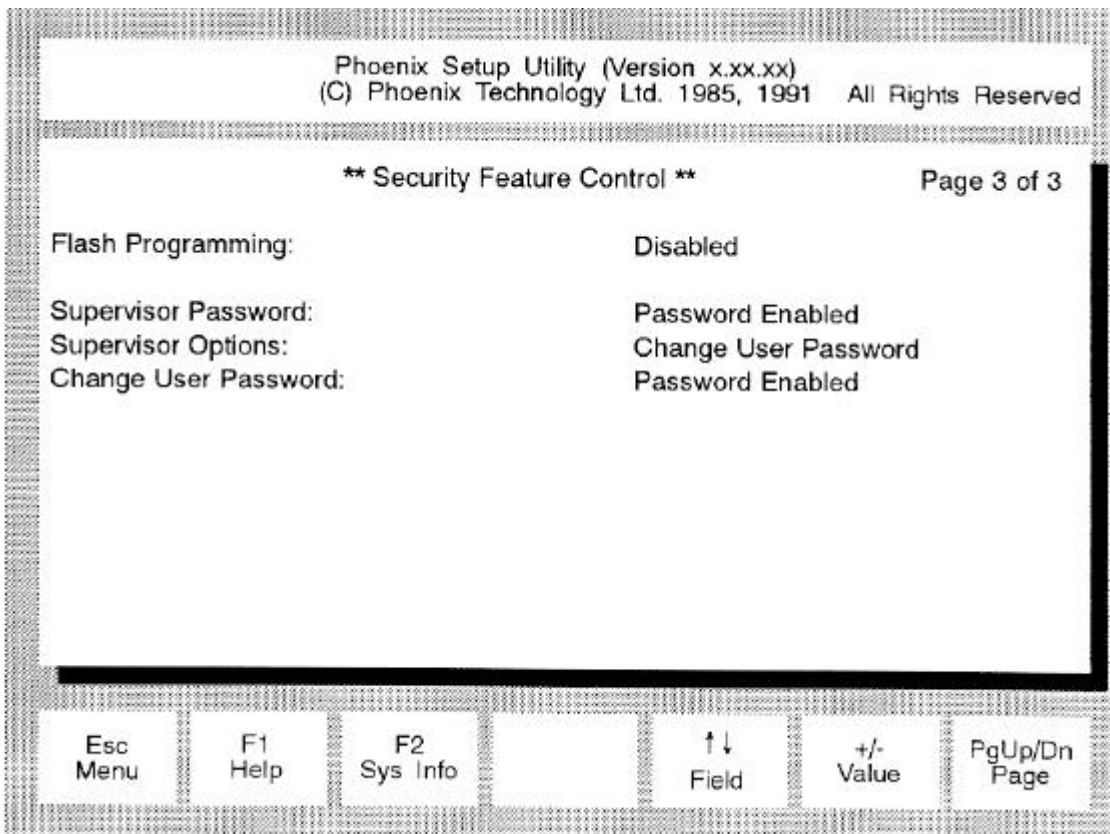 Phoenix Setup Utility (Version x.xx.xx)
(C) Phoenix Technology Ltd. 1985, 1991 All Rights Reserved
** Security Feature Control ** Page 3 of 3
Flash Programming: Disabled
Supervisor Password: Password Enabled
Supervisor Options: Change User Password
Change User Password: Password Enabled
Esc F1 F2 ↑↓ +/- PgUp/Dn
Menu Help Sys Info Field Value Page